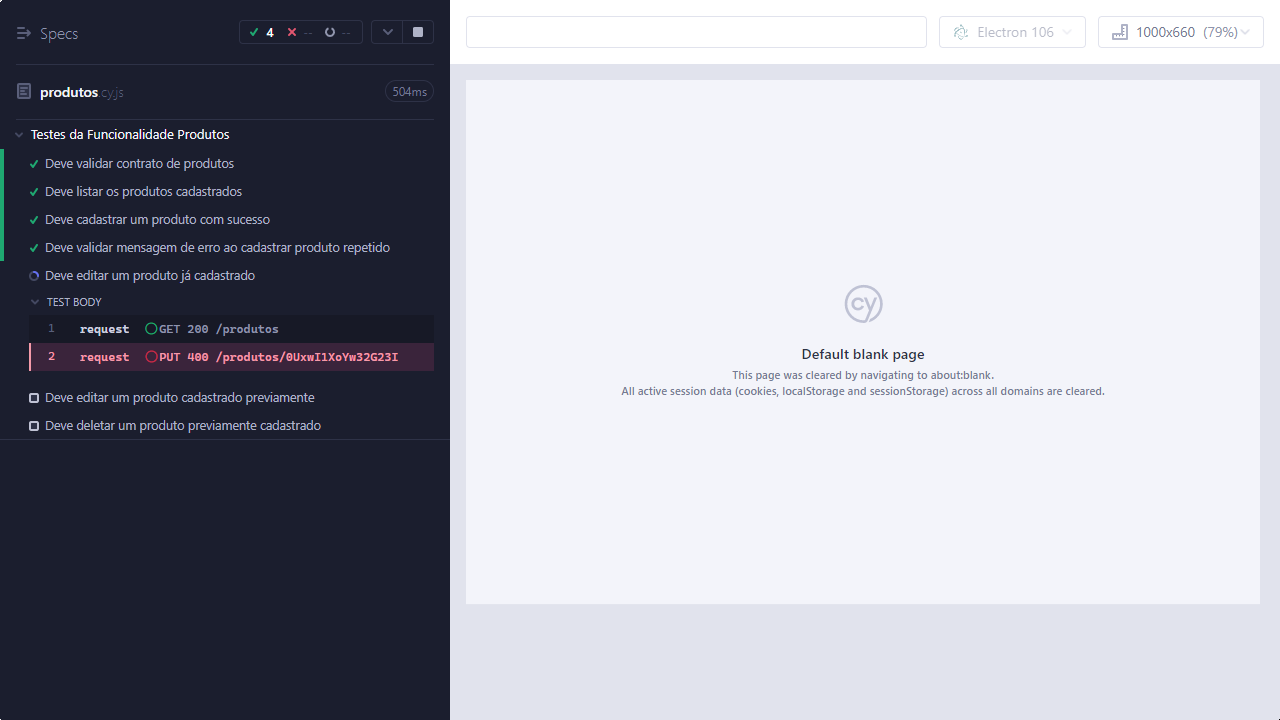 Specs
4 -- --
produtos.cy.js
504ms
Testes da Funcionalidade Produtos
Deve validar contrato de produtos
Deve listar os produtos cadastrados
Deve cadastrar um produto com sucesso
Deve validar mensagem de erro ao cadastrar produto repetido
Deve editar um produto já cadastrado
TEST BODY
1 request GET 200 /produtos
2 request PUT 400 /produtos/0UxwI1XoYw32G23I
Deve editar um produto cadastrado previamente
Deve deletar um produto previamente cadastrado
Electron 106
1000x660 (79%)
cy
Default blank page
This page was cleared by navigating to about:blank.
All active session data (cookies, localStorage and sessionStorage) across all domains are cleared.